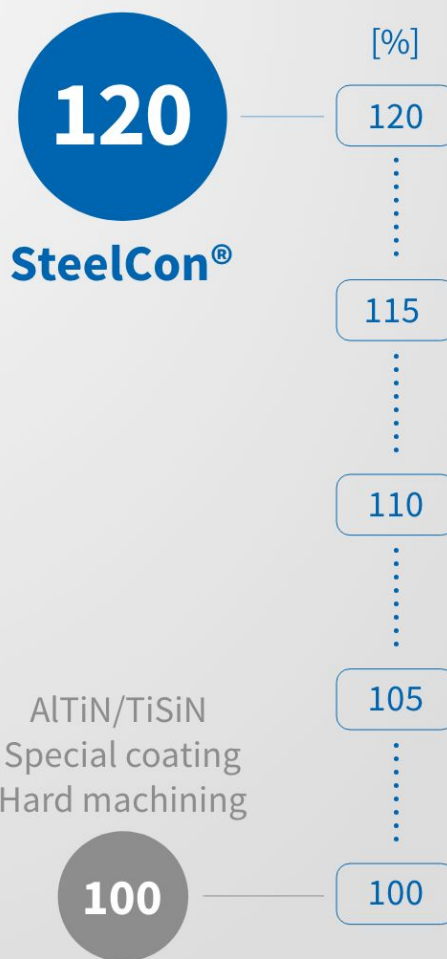 [%]
120
120
SteelCon®
115
110
105
AlTiN/TiSiN
Special coating
Hard machining
100
100